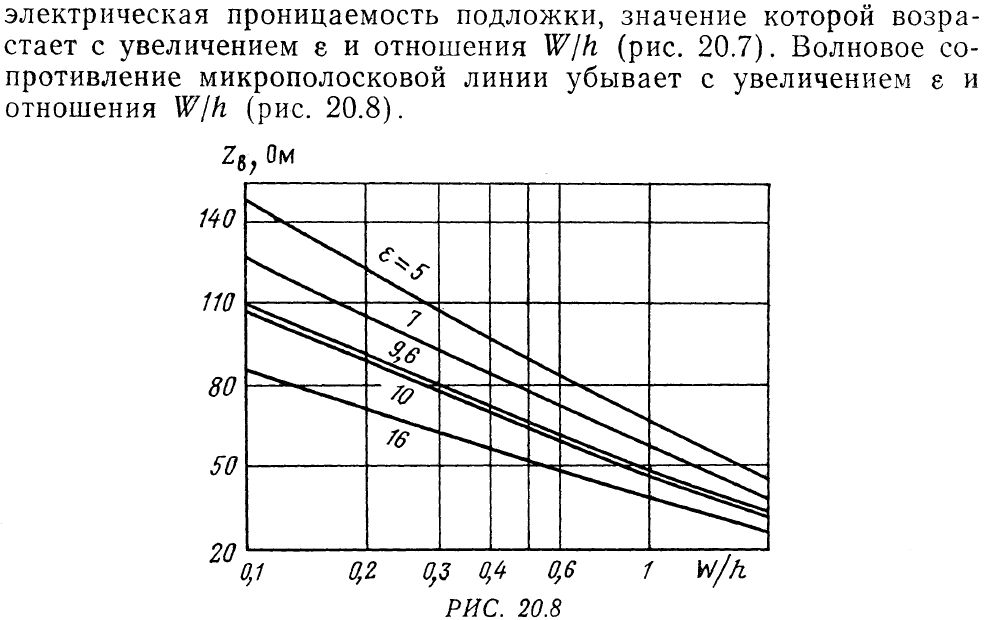 электрическая проницаемость подложки, значение которой возра-
стает с увеличением ε и отношения W/h (рис. 20.7). Волновое со-
противление микрополосковой линии убывает с увеличением ε и
отношения W/h (рис. 20.8).
Zв, Ом
140
110
80
50
20
ε=5
7
9,6
10
16
0,1 0,2 0,3 0,4 0,6 1 W/h
РИС. 20.8